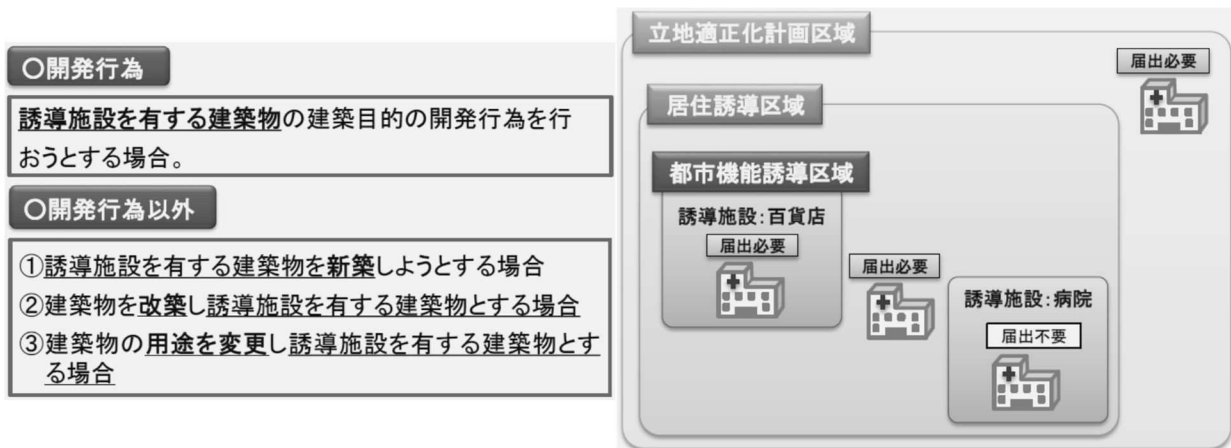 ○開発行為
誘導施設を有する建築物の建築目的の開発行為を行
おうとする場合。
○開発行為以外
①誘導施設を有する建築物を新築しようとする場合
②建築物を改築し誘導施設を有する建築物とする場合
③建築物の用途を変更し誘導施設を有する建築物とす
る場合
立地適正化計画区域
届出必要
居住誘導区域
都市機能誘導区域
誘導施設：百貨店
届出必要
届出必要
誘導施設：病院
届出不要